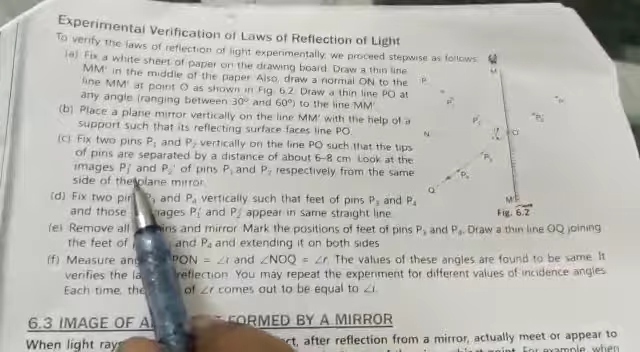 Experimental Verification of Laws of Reflection of Light
To verify the laws of reflection of light experimentally, we proceed stepwise as follows:
(a) Fix a white sheet of paper on the drawing board. Draw a thin line
MM' in the middle of the paper. Also, draw a normal ON to the
line MM' at point O as shown in Fig. 6.2. Draw a thin line PO at
any angle (ranging between 30° and 60°) to the line MM'
(b) Place a plane mirror vertically on the line MM' with the help of a
support such that its reflecting surface faces line PO.
(c) Fix two pins P₁ and P₂ vertically on the line PO such that the tips
of pins are separated by a distance of about 6–8 cm. Look at the
images P₁' and P₂' of pins P₁ and P₂ respectively from the same
side of the plane mirror.
(d) Fix two pi P₃ and P₄ vertically such that feet of pins P₃ and P₄
and those ages P₁' and P₂' appear in same straight line.
(e) Remove all ins and mirror. Mark the positions of feet of pins P₃ and P₄. Draw a thin line OQ joining
the feet of and P₄ and extending it on both sides
(f) Measure an PON = ∠i and ∠NOQ = ∠r. The values of these angles are found to be same. It
verifies the la reflection. You may repeat the experiment for different values of incidence angles.
Each time, the of ∠r comes out to be equal to ∠i.
M
P
N
O
P₂'
P₃
Q
M'
Fig. 6.2
6.3 IMAGE OF A FORMED BY A MIRROR
When light ray ct, after reflection from a mirror, actually meet or appear to
For example, when